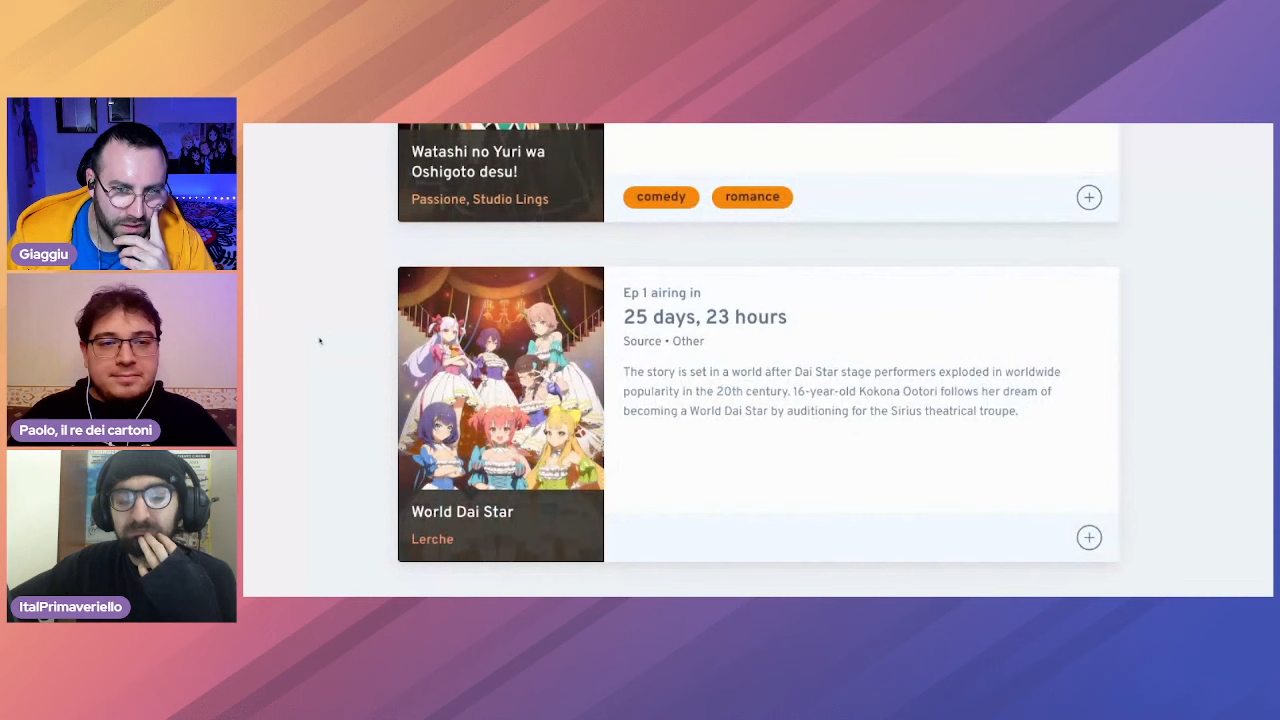 Watashi no Yuri wa
Oshigoto desu!
Passione, Studio Lings
comedy
romance
Giaggiu
Ep 1 airing in
25 days, 23 hours
Source • Other
The story is set in a world after Dai Star stage performers exploded in worldwide
popularity in the 20th century. 16-year-old Kokona Ootori follows her dream of
becoming a World Dai Star by auditioning for the Sirius theatrical troupe.
Paolo, il re dei cartoni
World Dai Star
Lerche
ItalPrimaveriello